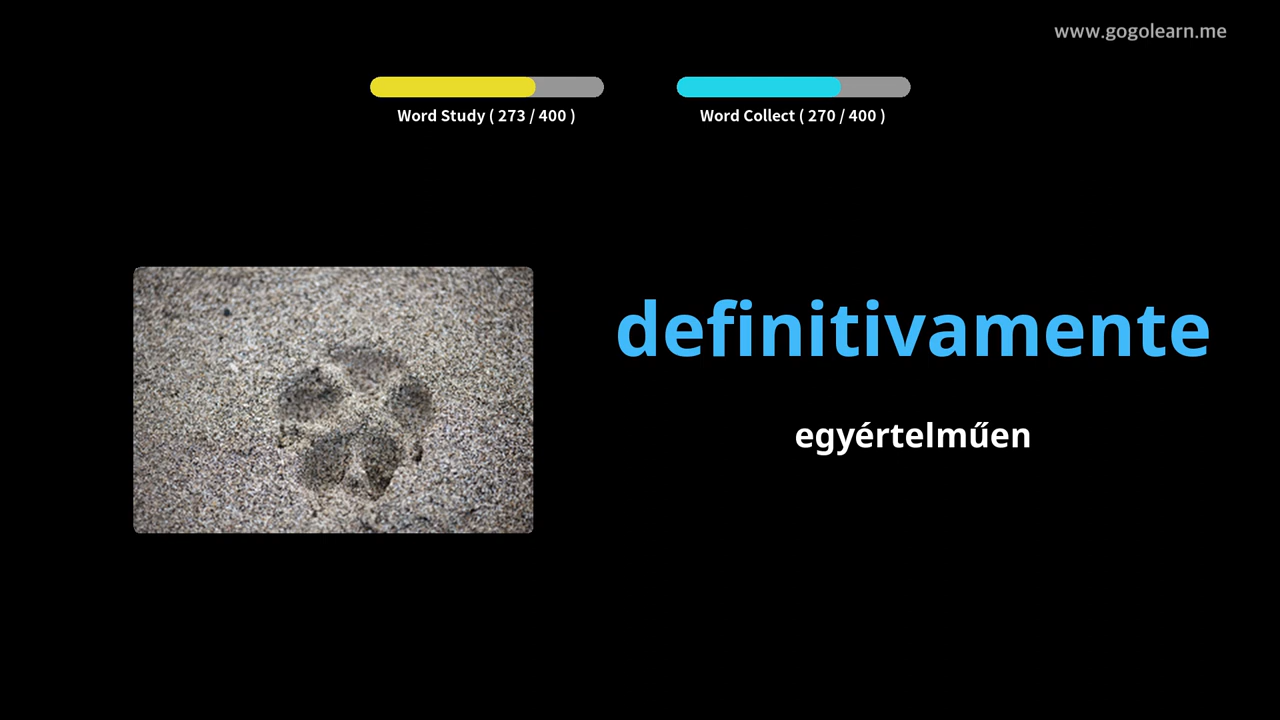 www.gogolearn.me
Word Study ( 273 / 400 )
Word Collect ( 270 / 400 )
definitivamente
egyértelműen